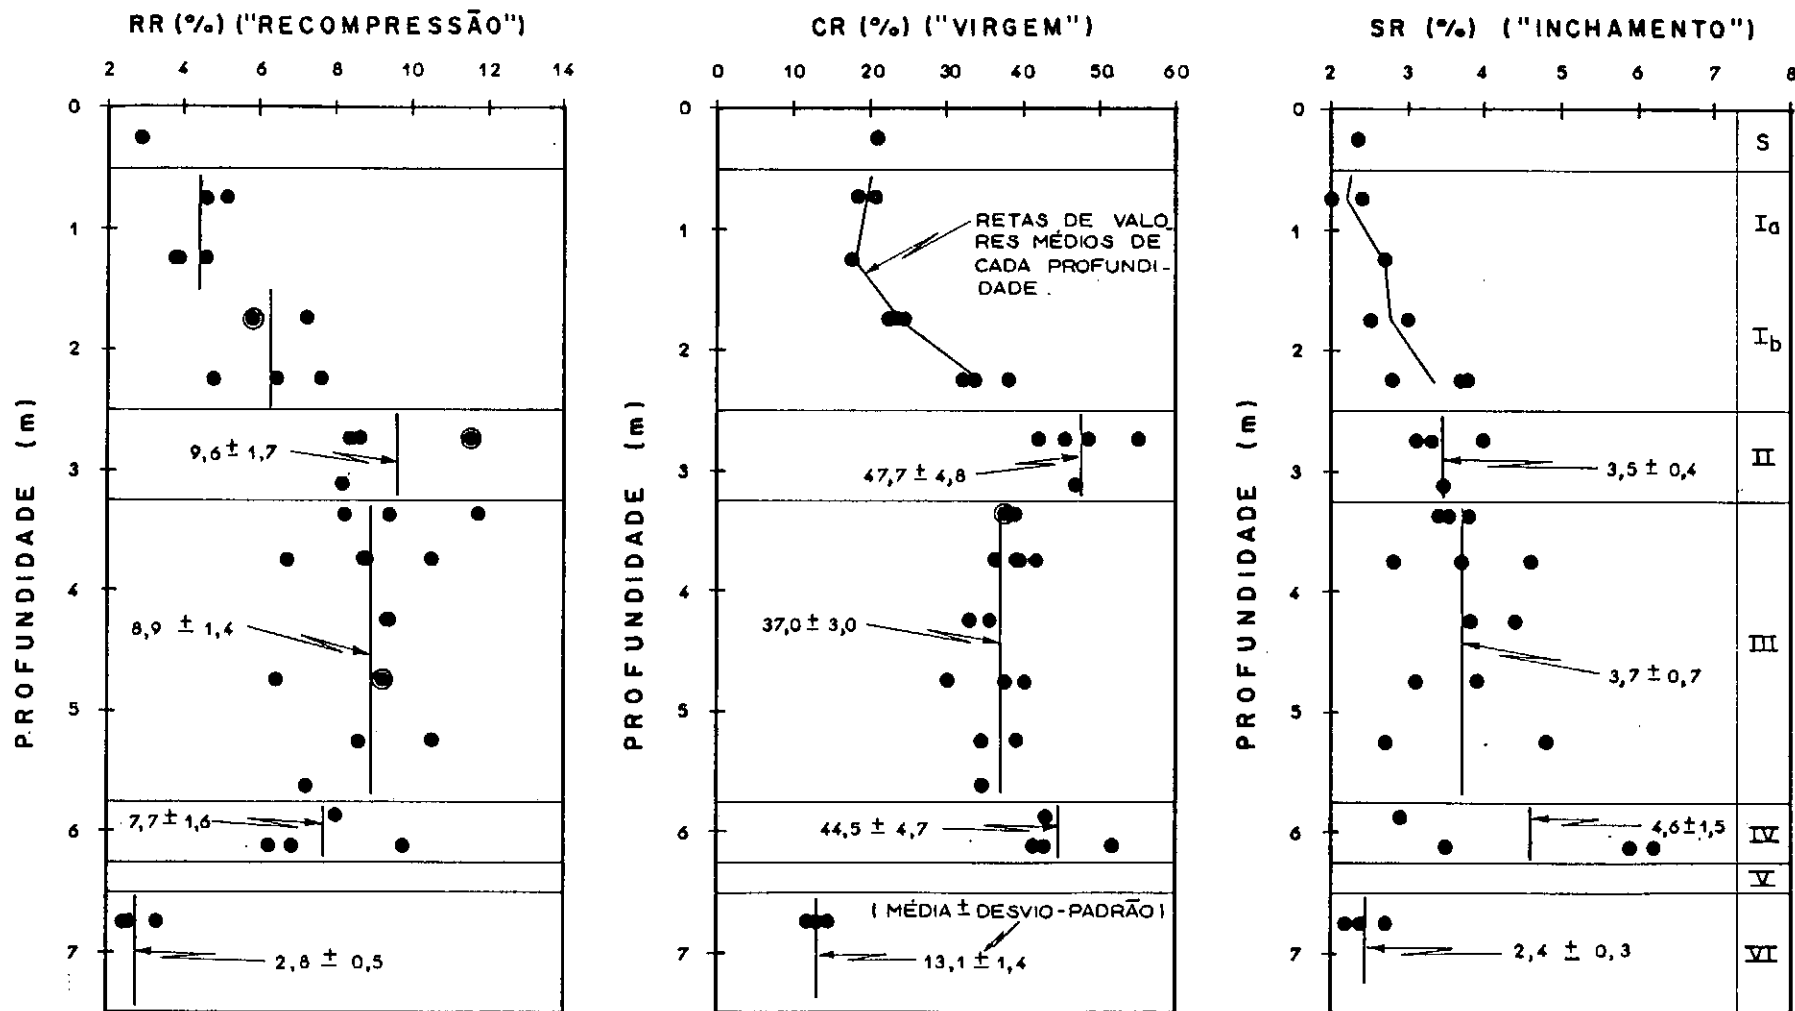 RR (%) ("RECOMPRESSÃO")
2 4 6 8 10 12 14
0
1
2
3
4
5
6
7
PROFUNDIDADE (m)
9,6 ± 1,7
8,9 ± 1,4
7,7 ± 1,6
2,8 ± 0,5
CR (%) ("VIRGEM")
0 10 20 30 40 50 60
0
1
2
3
4
5
6
7
PROFUNDIDADE (m)
RETAS DE VALO
RES MÉDIOS DE
CADA PROFUNDI-
DADE.
47,7 ± 4,8
37,0 ± 3,0
44,5 ± 4,7
(MÉDIA ± DESVIO-PADRÃO)
13,1 ± 1,4
SR (%) ("INCHAMENTO")
2 3 4 5 6 7 8
0
1
2
3
4
5
6
7
PROFUNDIDADE (m)
3,5 ± 0,4
3,7 ± 0,7
4,6 ± 1,5
2,4 ± 0,3
S
Ia
Ib
II
III
IV
V
VI